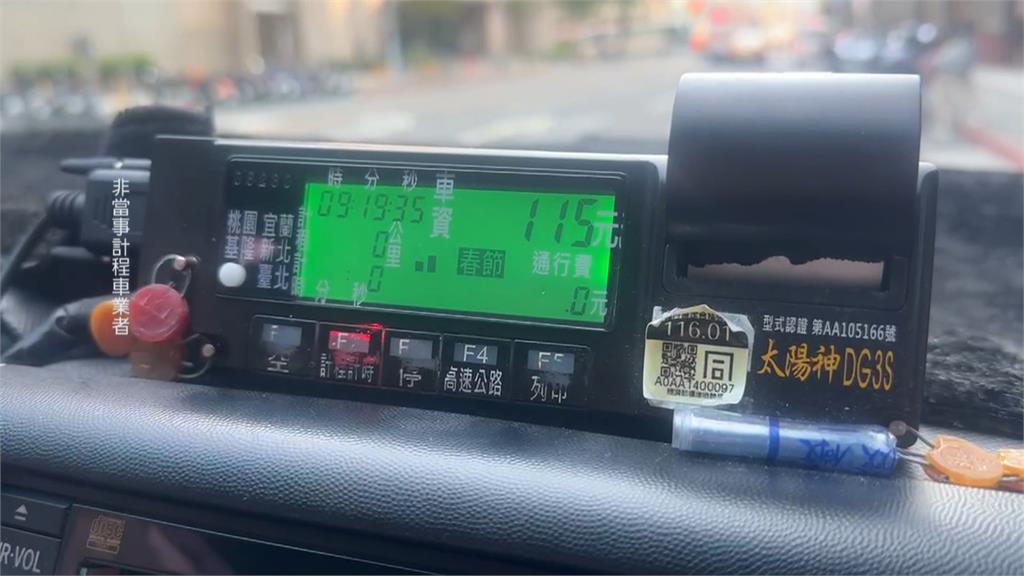 非當事計程車業者
時 分 秒 車資
09:19:35
115元
桃園 宜蘭
基隆 新北
臺北
公里
0
春節
通行費
0
.0元
分 秒
F
空
F
計程計時
F
停
F4
高速公路
F5
列印
116.01
同
A0AA1400097
型式認證 第AA105166號
太陽神DG3S
R·VOL